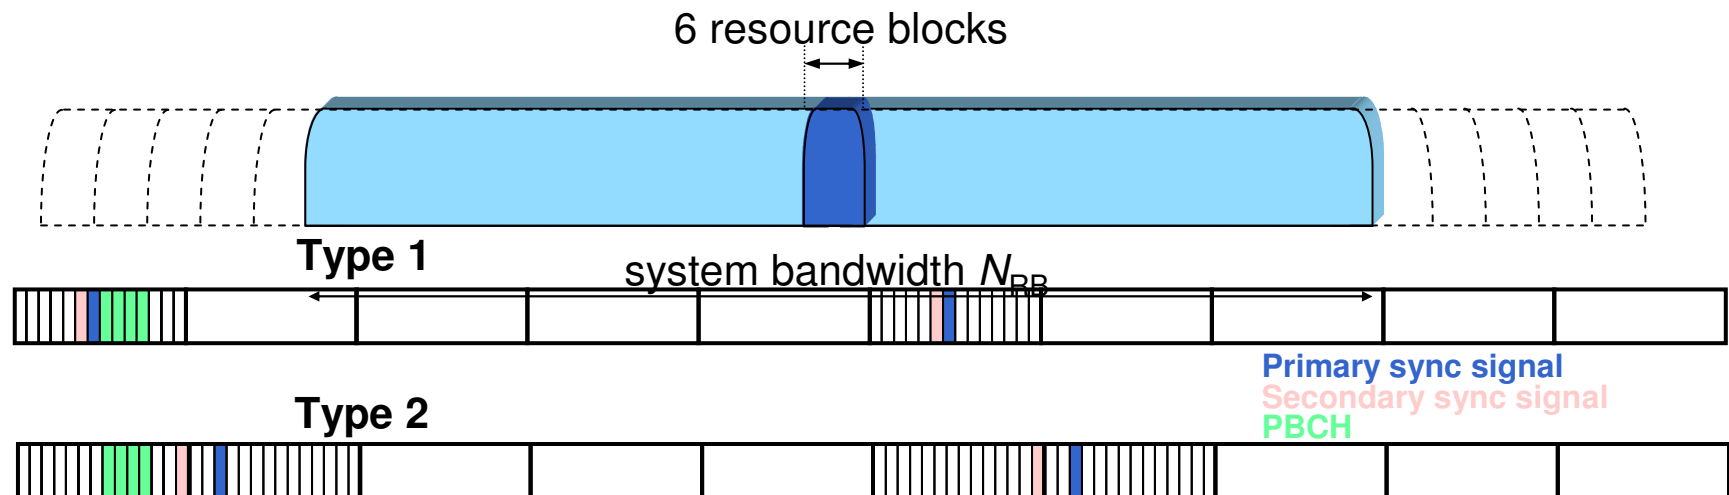 6 resource blocks
Type 1
system bandwidth NRB
Primary sync signal
Secondary sync signal
PBCH
Type 2